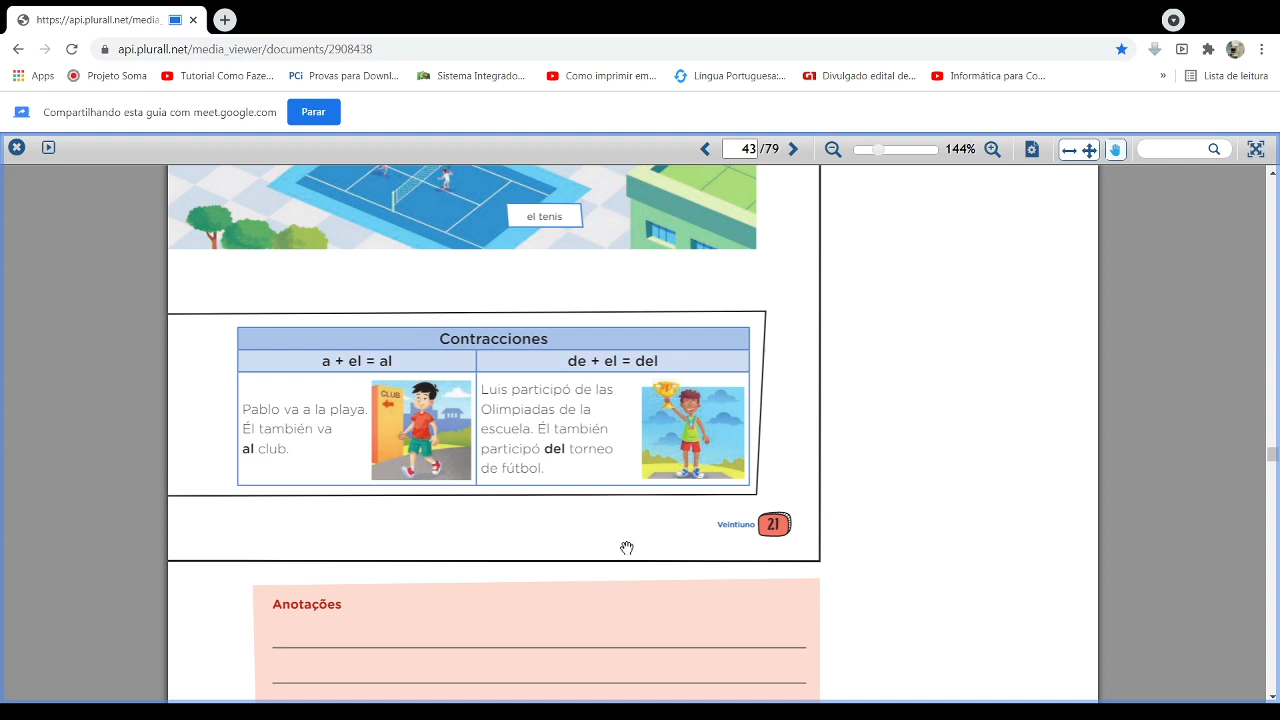 https://api.plurall.net/media_
api.plurall.net/media_viewer/documents/2908438
Apps
Projeto Soma
Tutorial Como Faze...
PCi Provas para Downl...
Sistema Integrado...
Como imprimir em...
Língua Portuguesa:...
G1 Divulgado edital de...
Informática para Co...
»
Lista de leitura
Compartilhando esta guia com meet.google.com
Parar
43 /79
144%
el tenis
Contracciones
a + el = al
de + el = del
Pablo va a la playa.
Él también va
al club.
CLUB
Luis participó de las
Olimpiadas de la
escuela. Él también
participó del torneo
de fútbol.
Veintiuno 21
Anotações